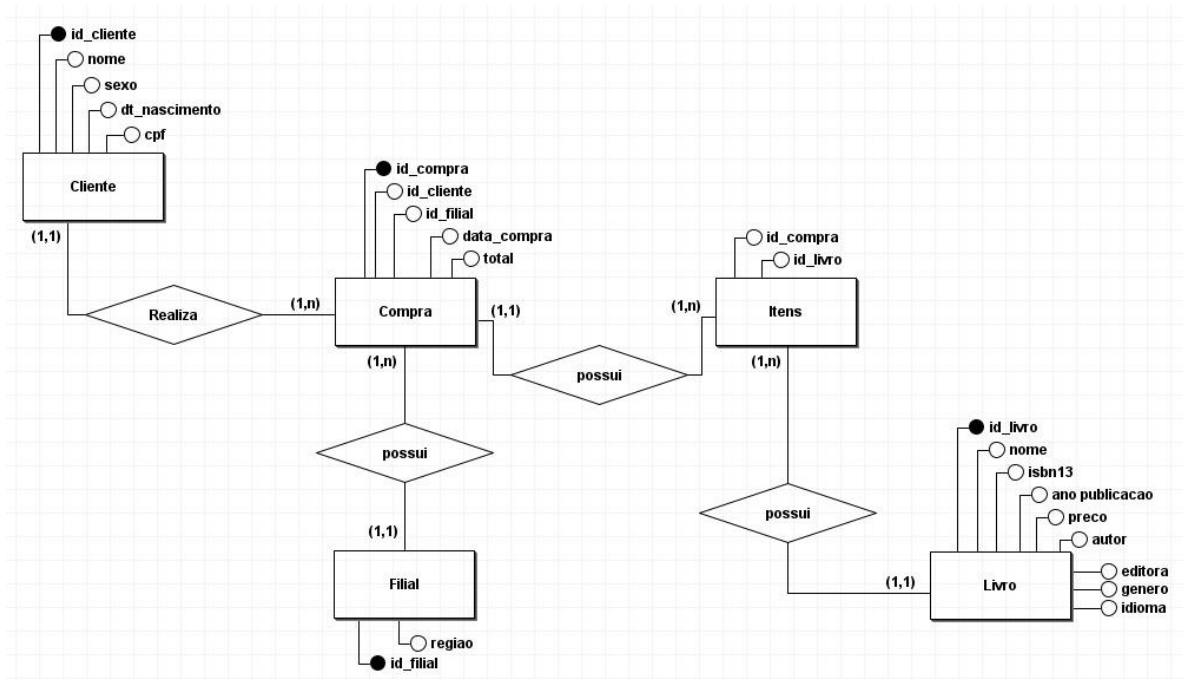 id_cliente
nome
sexo
dt_nascimento
cpf
Cliente
(1,1)
Realiza
(1,n)
id_compra
id_cliente
id_filial
data_compra
total
Compra
(1,1)
(1,n)
possui
(1,1)
Filial
regiao
id_filial
possui
(1,n)
id_compra
id_livro
Itens
(1,n)
possui
(1,1)
id_livro
nome
isbn13
ano publicacao
preco
autor
Livro
editora
genero
idioma